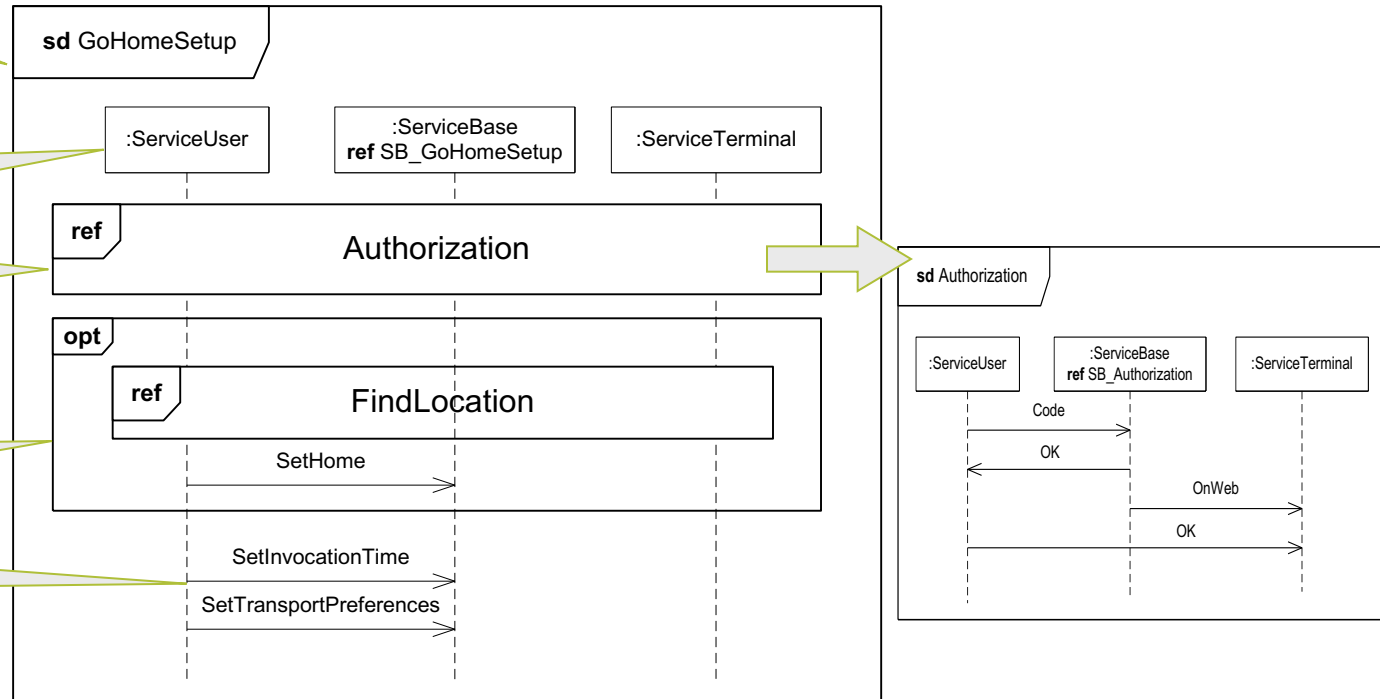 sd GoHomeSetup
:ServiceUser
:ServiceBase
ref SB_GoHomeSetup
:ServiceTerminal
ref
Authorization
opt
ref
FindLocation
SetHome
SetInvocationTime
SetTransportPreferences
sd Authorization
:ServiceUser
:ServiceBase
ref SB_Authorization
:ServiceTerminal
Code
OK
OnWeb
OK